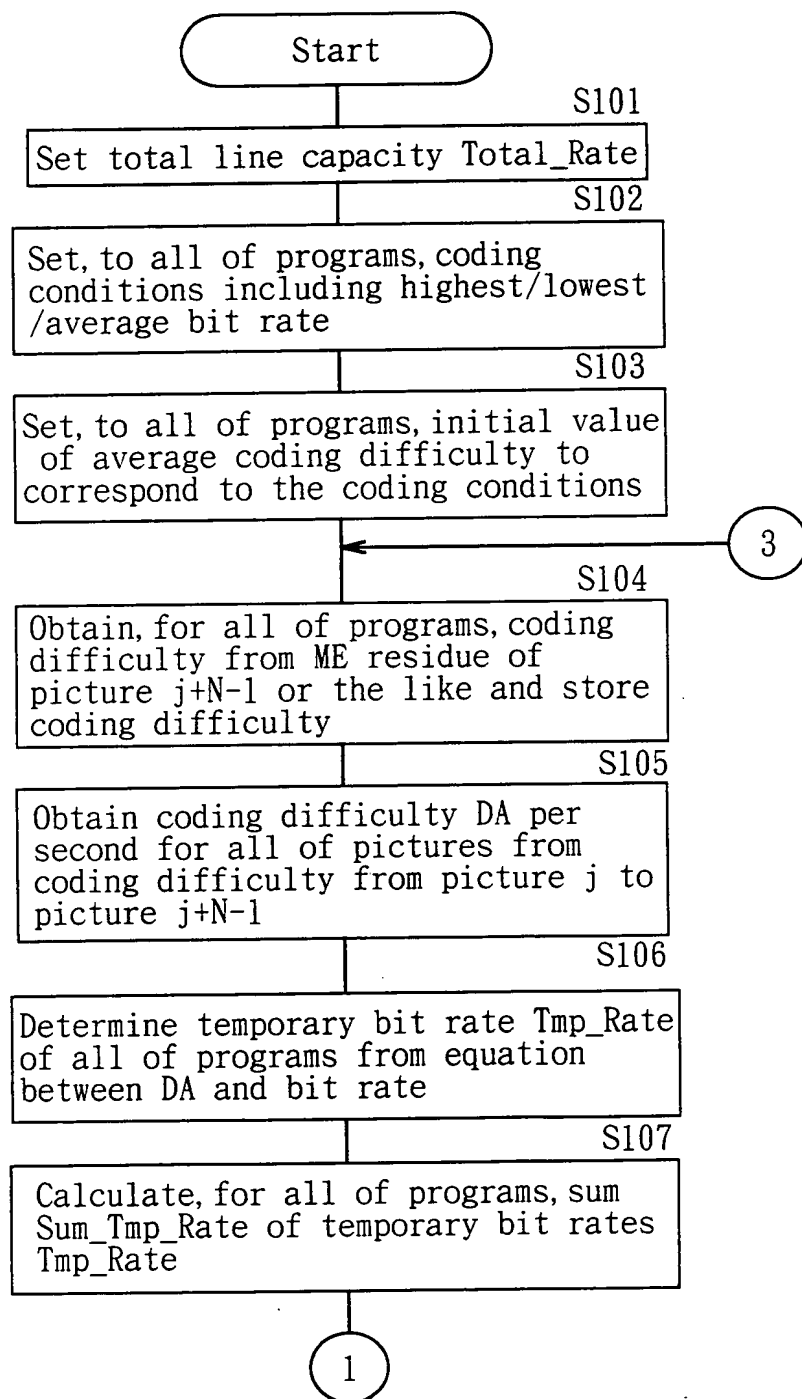 Start
S101
Set total line capacity Total_Rate
S102
Set, to all of programs, coding
conditions including highest/lowest
/average bit rate
S103
Set, to all of programs, initial value
of average coding difficulty to
correspond to the coding conditions
3
S104
Obtain, for all of programs, coding
difficulty from ME residue of
picture j+N-1 or the like and store
coding difficulty
S105
Obtain coding difficulty DA per
second for all of pictures from
coding difficulty from picture j to
picture j+N-1
S106
Determine temporary bit rate Tmp_Rate
of all of programs from equation
between DA and bit rate
S107
Calculate, for all of programs, sum
Sum_Tmp_Rate of temporary bit rates
Tmp_Rate
1